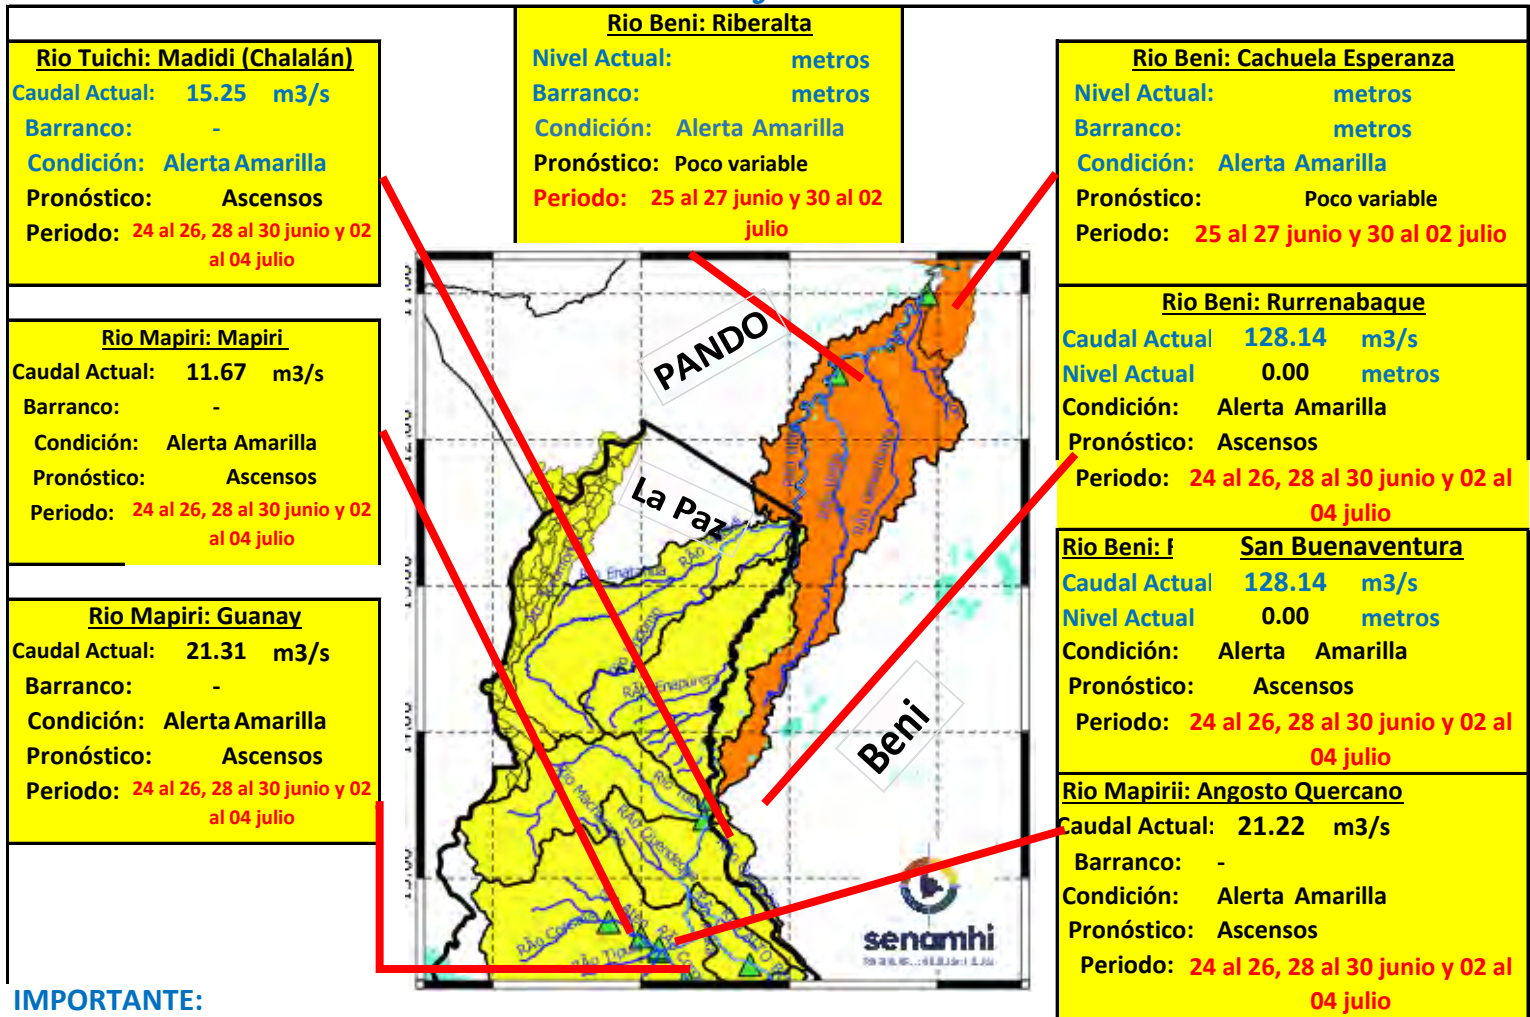 Rio Tuichi: Madidi (Chalalán)
Caudal Actual: 15.25 m3/s
Barranco: -
Condición: Alerta Amarilla
Pronóstico: Ascensos
Periodo: 24 al 26, 28 al 30 junio y 02
al 04 julio
Rio Mapiri: Mapiri
Caudal Actual: 11.67 m3/s
Barranco: -
Condición: Alerta Amarilla
Pronóstico: Ascensos
Periodo: 24 al 26, 28 al 30 junio y 02
al 04 julio
Rio Mapiri: Guanay
Caudal Actual: 21.31 m3/s
Barranco: -
Condición: Alerta Amarilla
Pronóstico: Ascensos
Periodo: 24 al 26, 28 al 30 junio y 02
al 04 julio
Rio Beni: Riberalta
Nivel Actual: metros
Barranco: metros
Condición: Alerta Amarilla
Pronóstico: Poco variable
Periodo: 25 al 27 junio y 30 al 02
julio
PANDO
La Paz
Beni
RÃo Enapurera
senamhi
Rio Beni: Cachuela Esperanza
Nivel Actual: metros
Barranco: metros
Condición: Alerta Amarilla
Pronóstico: Poco variable
Periodo: 25 al 27 junio y 30 al 02 julio
Rio Beni: Rurrenabaque
Caudal Actual 128.14 m3/s
Nivel Actual 0.00 metros
Condición: Alerta Amarilla
Pronóstico: Ascensos
Periodo: 24 al 26, 28 al 30 junio y 02 al
04 julio
Rio Beni: San Buenaventura
Caudal Actual 128.14 m3/s
Nivel Actual 0.00 metros
Condición: Alerta Amarilla
Pronóstico: Ascensos
Periodo: 24 al 26, 28 al 30 junio y 02 al
04 julio
Rio Mapirii: Angosto Quercano
Caudal Actual: 21.22 m3/s
Barranco: -
Condición: Alerta Amarilla
Pronóstico: Ascensos
Periodo: 24 al 26, 28 al 30 junio y 02 al
04 julio
IMPORTANTE: